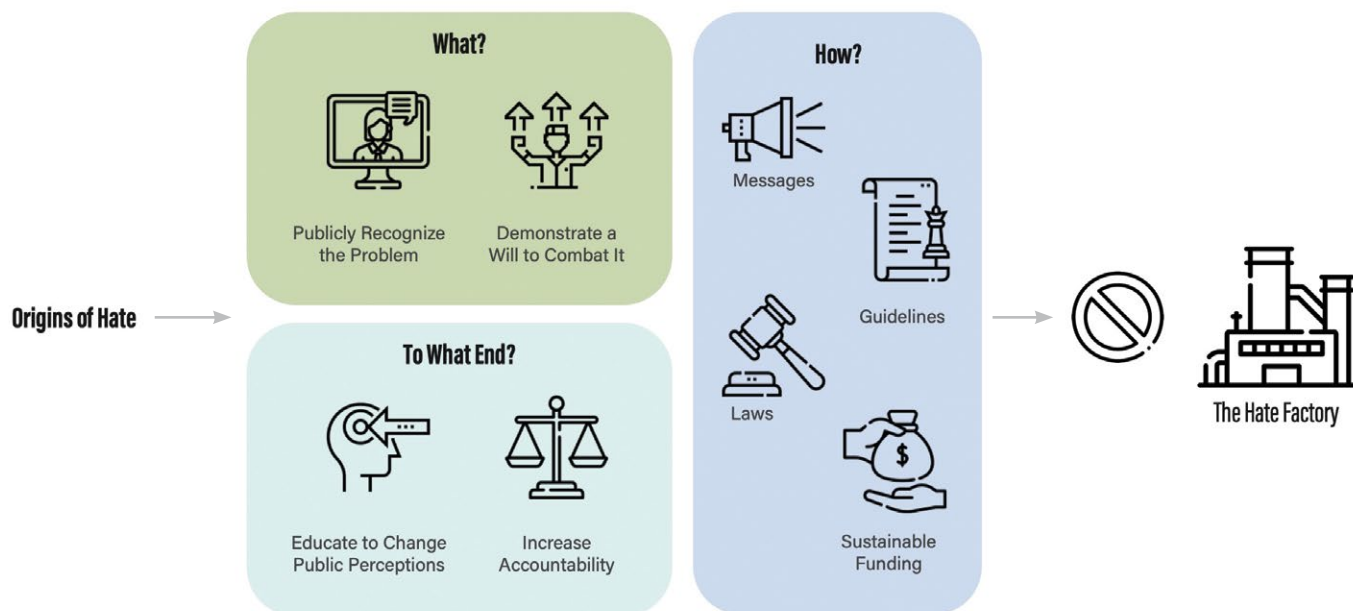 Origins of Hate
What?
Publicly Recognize
the Problem
Demonstrate a
Will to Combat It
To What End?
Educate to Change
Public Perceptions
Increase
Accountability
How?
Messages
Guidelines
Laws
$
Sustainable
Funding
The Hate Factory